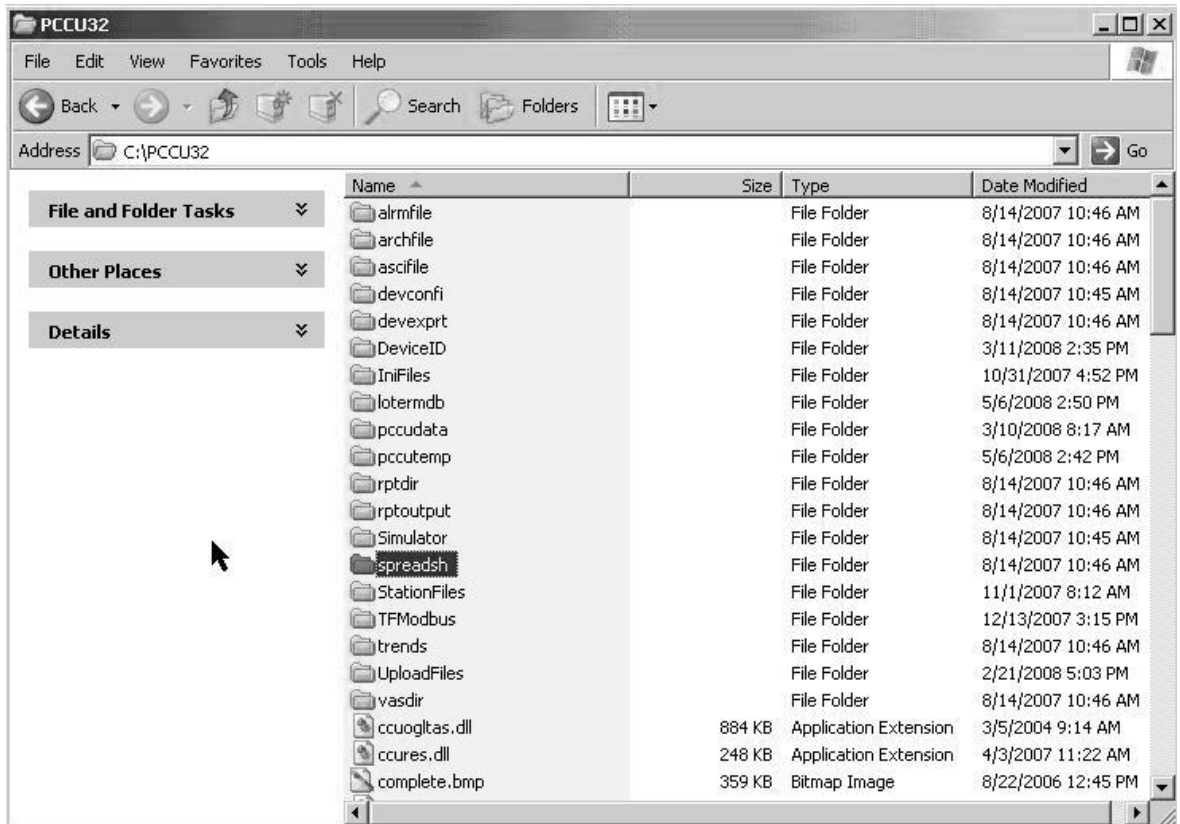 PCCU32
File Edit View Favorites Tools Help
Back Search Folders
Address C:\PCCU32 Go
Name Size Type Date Modified
File and Folder Tasks
Other Places
Details
alrmfile File Folder 8/14/2007 10:46 AM
archfile File Folder 8/14/2007 10:46 AM
ascifile File Folder 8/14/2007 10:46 AM
devconfi File Folder 8/14/2007 10:45 AM
devexprt File Folder 8/14/2007 10:46 AM
DeviceID File Folder 3/11/2008 2:35 PM
IniFiles File Folder 10/31/2007 4:52 PM
lotermdb File Folder 5/6/2008 2:50 PM
pccudata File Folder 3/10/2008 8:17 AM
pccutemp File Folder 5/6/2008 2:42 PM
rptdir File Folder 8/14/2007 10:46 AM
rptoutput File Folder 8/14/2007 10:46 AM
Simulator File Folder 8/14/2007 10:45 AM
spreadsh File Folder 8/14/2007 10:46 AM
StationFiles File Folder 11/1/2007 8:12 AM
TFModbus File Folder 12/13/2007 3:15 PM
trends File Folder 8/14/2007 10:46 AM
UploadFiles File Folder 2/21/2008 5:03 PM
vasdir File Folder 8/14/2007 10:46 AM
ccuogltas.dll 884 KB Application Extension 3/5/2004 9:14 AM
ccures.dll 248 KB Application Extension 4/3/2007 11:22 AM
complete.bmp 359 KB Bitmap Image 8/22/2006 12:45 PM